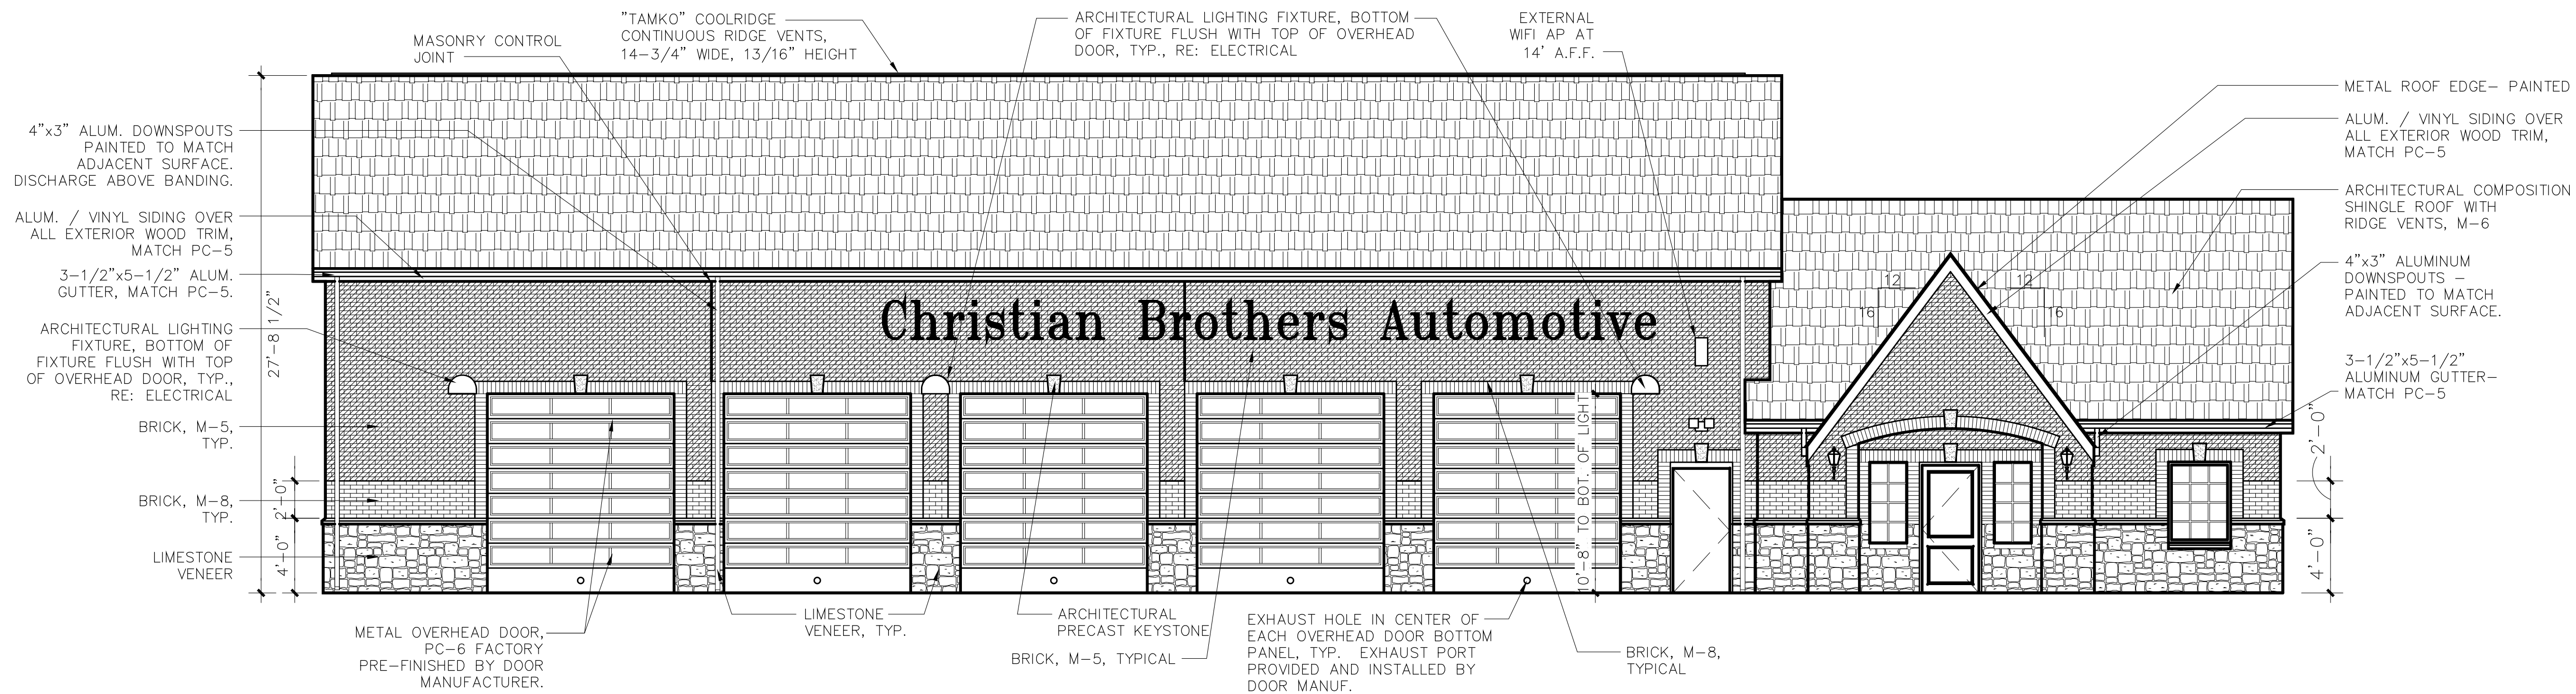 "TAMKO" COOLRIDGE
CONTINUOUS RIDGE VENTS,
14-3/4" WIDE, 13/16" HEIGHT
MASONRY CONTROL
JOINT
ARCHITECTURAL LIGHTING FIXTURE, BOTTOM
OF FIXTURE FLUSH WITH TOP OF OVERHEAD
DOOR, TYP., RE: ELECTRICAL
EXTERNAL
WIFI AP AT
14' A.F.F.
4"x3" ALUM. DOWNSPOUTS
PAINTED TO MATCH
ADJACENT SURFACE.
DISCHARGE ABOVE BANDING.
ALUM. / VINYL SIDING OVER
ALL EXTERIOR WOOD TRIM,
MATCH PC-5
3-1/2"x5-1/2" ALUM.
GUTTER, MATCH PC-5.
ARCHITECTURAL LIGHTING
FIXTURE, BOTTOM OF
FIXTURE FLUSH WITH TOP
OF OVERHEAD DOOR, TYP.,
RE: ELECTRICAL
BRICK, M-5,
TYP.
BRICK, M-8,
TYP.
LIMESTONE
VENEER
27'-8 1/2"
2'-0"
4'-0"
Christian Brothers Automotive
10'-8" TO BOT. OF LIGHT
12
16
12
16
METAL ROOF EDGE- PAINTED
ALUM. / VINYL SIDING OVER
ALL EXTERIOR WOOD TRIM,
MATCH PC-5
ARCHITECTURAL COMPOSITION
SHINGLE ROOF WITH
RIDGE VENTS, M-6
4"x3" ALUMINUM
DOWNSPOUTS -
PAINTED TO MATCH
ADJACENT SURFACE.
3-1/2"x5-1/2"
ALUMINUM GUTTER-
MATCH PC-5
2'-0"
4'-0"
METAL OVERHEAD DOOR,
PC-6 FACTORY
PRE-FINISHED BY DOOR
MANUFACTURER.
LIMESTONE
VENEER, TYP.
ARCHITECTURAL
PRECAST KEYSTONE
BRICK, M-5, TYPICAL
EXHAUST HOLE IN CENTER OF
EACH OVERHEAD DOOR BOTTOM
PANEL, TYP. EXHAUST PORT
PROVIDED AND INSTALLED BY
DOOR MANUF.
BRICK, M-8,
TYPICAL